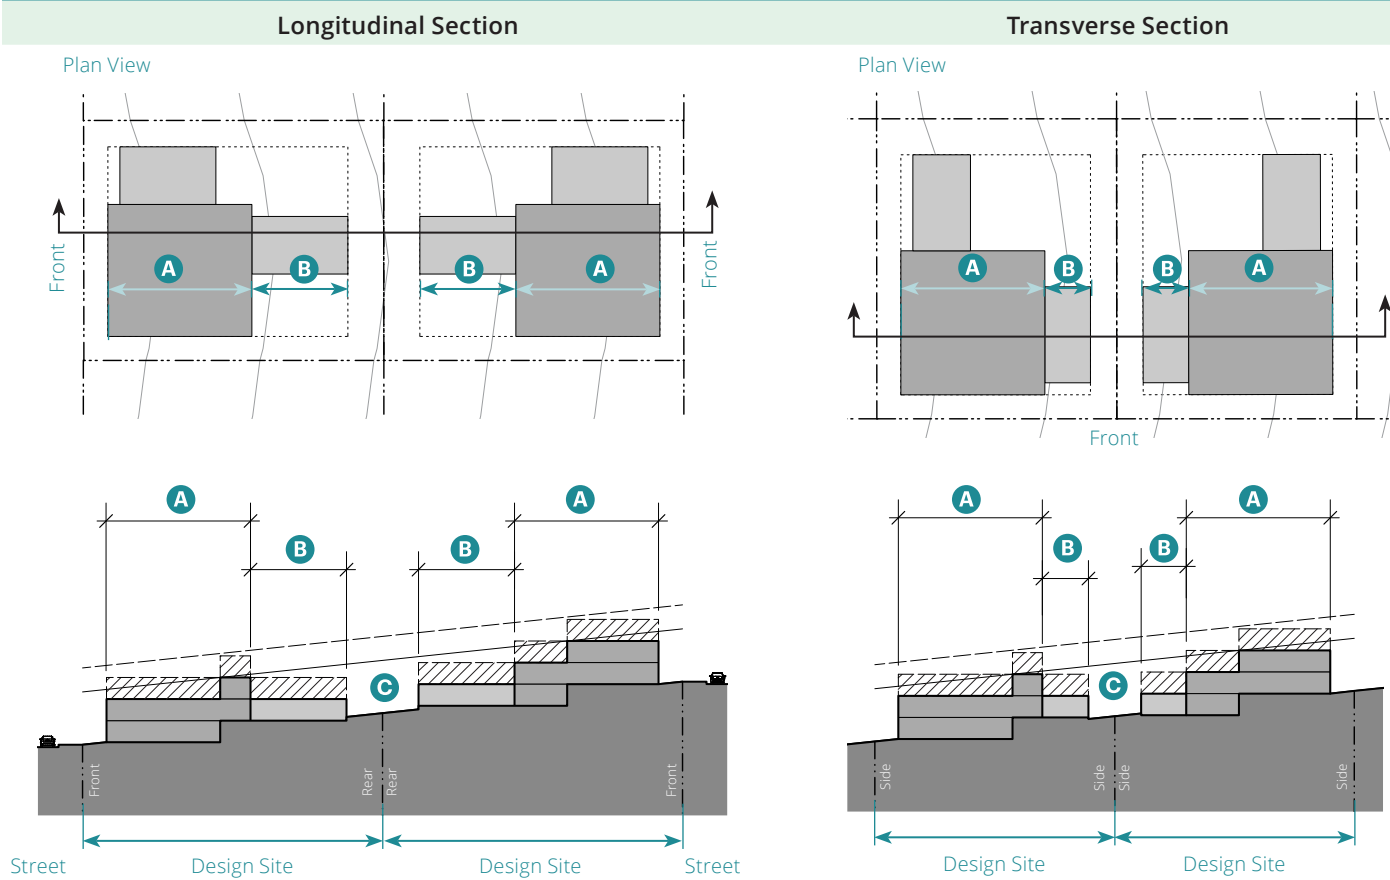 Longitudinal Section
Transverse Section
Plan View
Plan View
Front
A
B
B
A
Front
A
B
B
A
Front
A
A
B
B
C
A
A
B
B
C
Front
Rear
Rear
Front
Side
Side
Side
Side
Street
Design Site
Design Site
Street
Design Site
Design Site